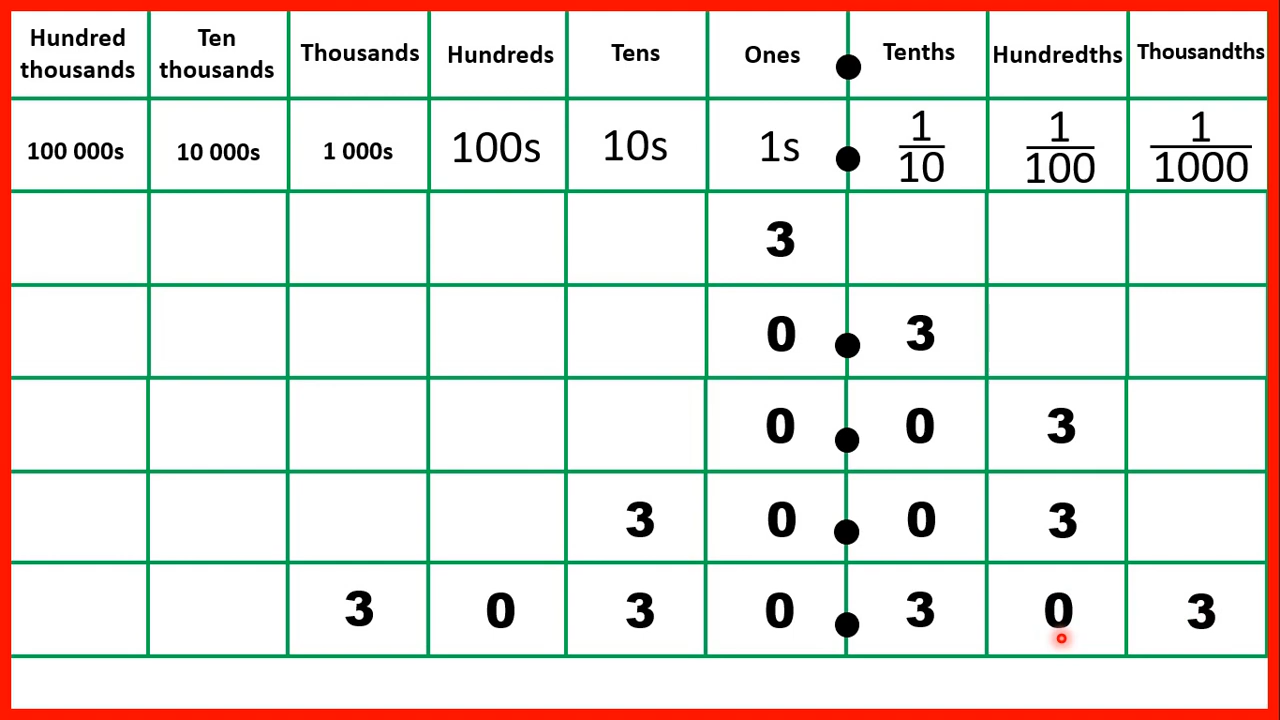 Hundred thousands Ten thousands Thousands Hundreds Tens Ones • Tenths Hundredths Thousandths
100 000s 10 000s 1 000s 100s 10s 1s • 1/10 1/100 1/1000
3
0 • 3
0 • 0 3
3 0 • 0 3
3 0 3 0 • 3 0 3